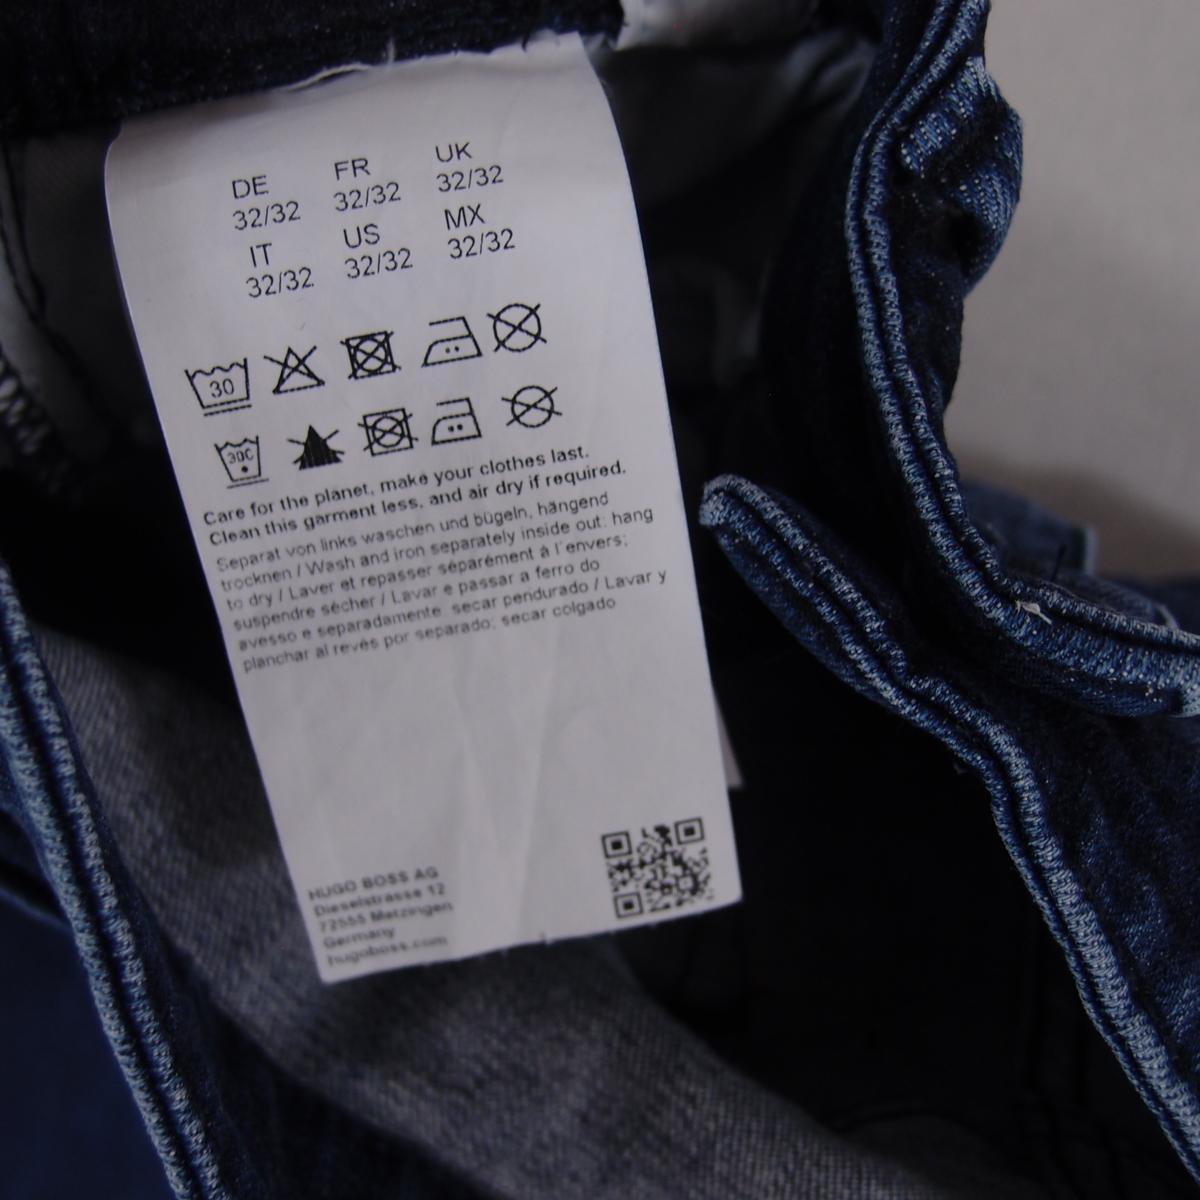 DE FR UK
32/32 32/32 32/32
IT US MX
32/32 32/32 32/32
30
30C
Care for the planet, make your clothes last.
Clean this garment less, and air dry if required.
Separat von links waschen und bügeln, hängend
trocknen / Wash and iron separately inside out; hang
to dry / Laver et repasser séparément à l'envers;
suspendre sécher / Lavar e passar a ferro do
avesso e separadamente; secar pendurado / Lavar y
planchar al revés por separado; secar colgado
HUGO BOSS AG
Dieselstrasse 12
72555 Metzingen
Germany
hugoboss.com